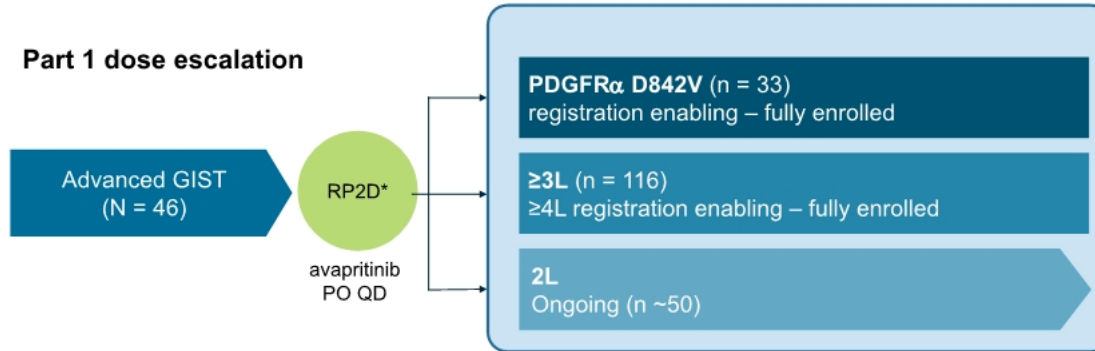 Part 1 dose escalation
Advanced GIST
(N = 46)
RP2D*
avapritinib
PO QD
PDGFRα D842V (n = 33)
registration enabling – fully enrolled
≥3L (n = 116)
≥4L registration enabling – fully enrolled
2L
Ongoing (n ~50)